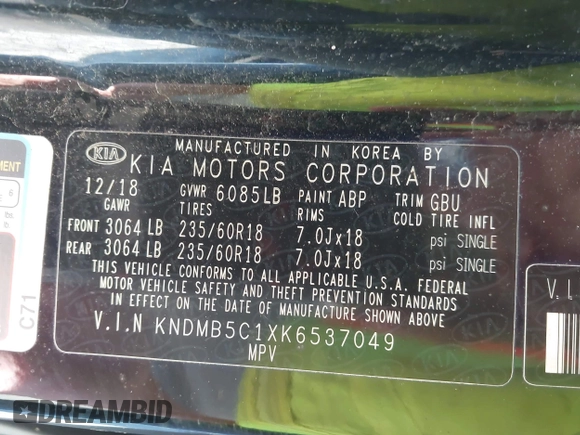 MANUFACTURED IN KOREA BY
KIA KIA MOTORS CORPORATION
12/18 GVWR 6085LB PAINT ABP TRIM GBU
GAWR TIRES RIMS COLD TIRE INFL
FRONT 3064 LB 235/60R18 7.0Jx18 psi SINGLE
REAR 3064 LB 235/60R18 7.0Jx18 psi SINGLE
THIS VEHICLE CONFORMS TO ALL APPLICABLE U.S.A. FEDERAL
MOTOR VEHICLE SAFETY AND THEFT PREVENTION STANDARDS
IN EFFECT ON THE DATE OF MANUFACTURE SHOWN ABOVE
V.I.N KNDMB5C1XK6537049
MPV
C71
V.I
DREAMBID